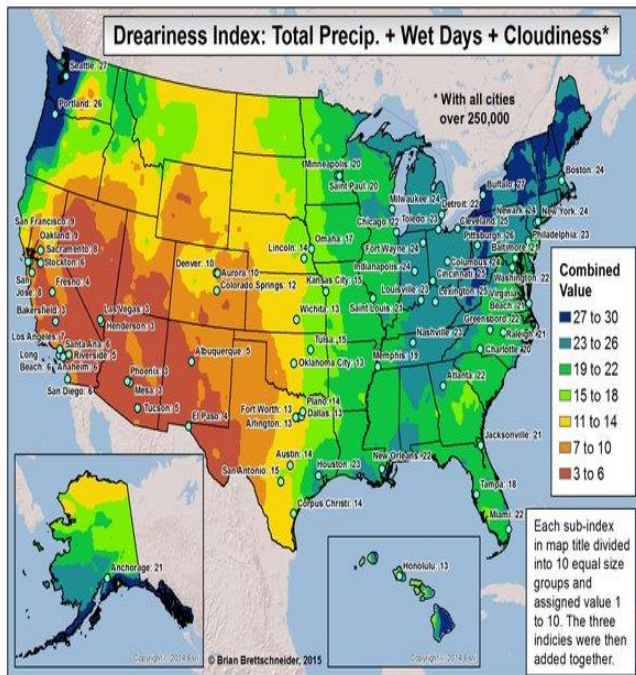 Dreariness Index: Total Precip. + Wet Days + Cloudiness*
* With all cities
over 250,000
Seattle: 27
Portland: 26
Minneapolis: 20
Saint Paul: 20
Milwaukee: 24
Detroit: 22
Buffalo: 27
Boston: 24
Chicago: 22
Toledo: 23
Cleveland: 25
Newark: 24
New York: 24
Pittsburgh: 26
Philadelphia: 23
San Francisco: 9
Oakland: 9
Sacramento: 8
Stockton: 6
San
Jose: 8
Fresno: 4
Bakersfield: 3
Las Vegas: 3
Henderson: 3
Denver: 10
Aurora: 10
Colorado Springs: 12
Lincoln: 14
Omaha: 17
Kansas City: 15
Fort Wayne: 24
Indianapolis: 24
Columbus: 24
Cincinnati: 25
Baltimore: 21
Washington: 22
Virginia
Beach: 21
Louisville: 23
Lexington: 25
Saint Louis: 21
Greensboro: 22
Raleigh: 21
Charlotte: 20
Nashville: 23
Memphis: 19
Wichita: 13
Tulsa: 15
Oklahoma City: 13
Los Angeles: 7
Santa Ana: 6
Long
Beach: 6
Riverside: 5
Anaheim: 6
San Diego: 6
Phoenix: 3
Mesa: 3
Tucson: 5
Albuquerque: 5
El Paso: 4
Fort Worth: 13
Plano: 14
Dallas: 13
Arlington: 13
Atlanta: 22
Jacksonville: 21
Austin: 14
San Antonio: 15
Houston: 23
New Orleans: 22
Corpus Christi: 14
Tampa: 18
Miami: 22
Anchorage: 21
Honolulu: 13
Combined
Value
27 to 30
23 to 26
19 to 22
15 to 18
11 to 14
7 to 10
3 to 6
Each sub-index
in map title divided
into 10 equal size
groups and
assigned value 1
to 10. The three
indicies were then
added together.
Copyright © 2014 Esri
© Brian Brettschneider, 2015
Copyright © 2014 Esri